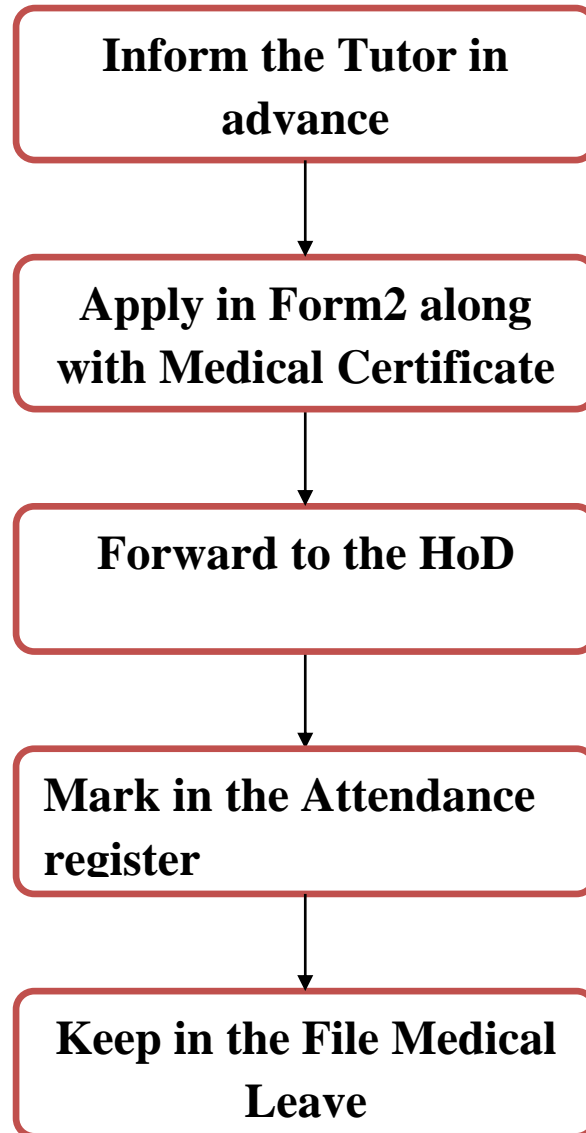 Inform the Tutor in
advance
Apply in Form2 along
with Medical Certificate
Forward to the HoD
Mark in the Attendance
register
Keep in the File Medical
Leave